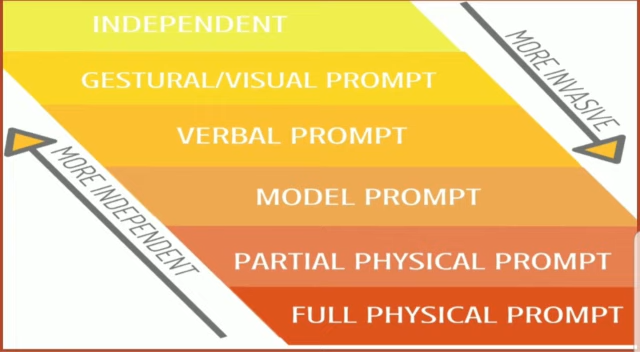 INDEPENDENT
MORE INVASIVE
GESTURAL/VISUAL PROMPT
VERBAL PROMPT
MORE INDEPENDENT
MODEL PROMPT
PARTIAL PHYSICAL PROMPT
FULL PHYSICAL PROMPT